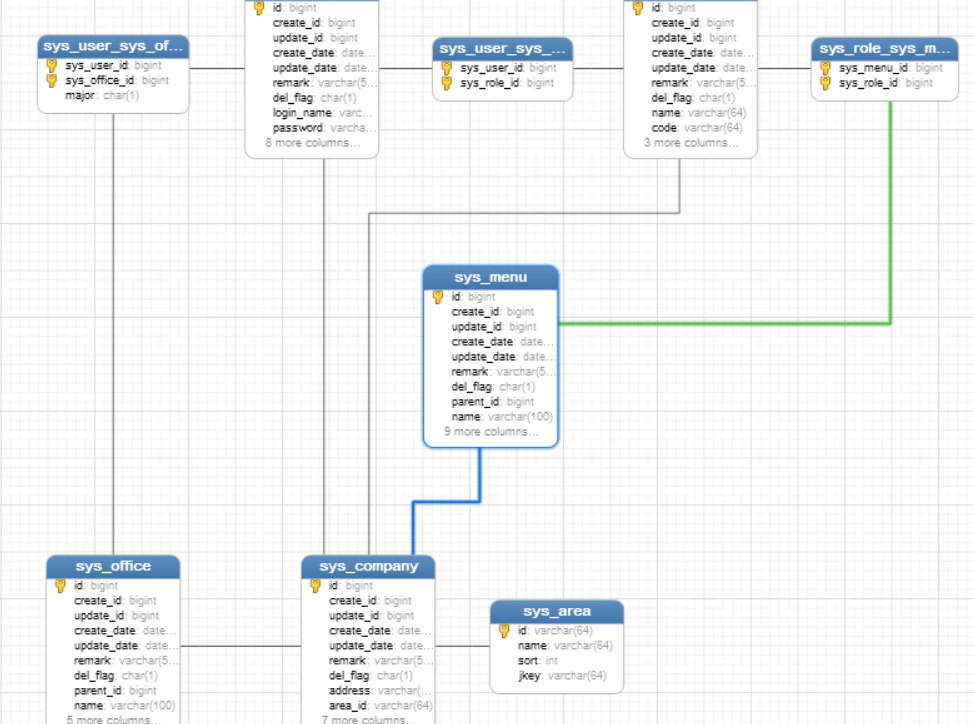 sys_user_sys_of...
sys_user_id: bigint
sys_office_id: bigint
major: char(1)
id: bigint
create_id: bigint
update_id: bigint
create_date: date...
update_date: date...
remark: varchar(5...
del_flag: char(1)
login_name: varc...
password: varcha...
8 more columns...
sys_user_sys_...
sys_user_id: bigint
sys_role_id: bigint
id: bigint
create_id: bigint
update_id: bigint
create_date: date...
update_date: date...
remark: varchar(5...
del_flag: char(1)
name: varchar(64)
code: varchar(64)
3 more columns...
sys_role_sys_m...
sys_menu_id: bigint
sys_role_id: bigint
sys_menu
id: bigint
create_id: bigint
update_id: bigint
create_date: date...
update_date: date...
remark: varchar(5...
del_flag: char(1)
parent_id: bigint
name: varchar(100)
9 more columns...
sys_office
id: bigint
create_id: bigint
update_id: bigint
create_date: date...
update_date: date...
remark: varchar(5...
del_flag: char(1)
parent_id: bigint
name: varchar(100)
5 more columns...
sys_company
id: bigint
create_id: bigint
update_id: bigint
create_date: date...
update_date: date...
remark: varchar(5...
del_flag: char(1)
address: varchar(...
area_id: varchar(64)
7 more columns...
sys_area
id: varchar(64)
name: varchar(64)
sort: int
jkey: varchar(64)